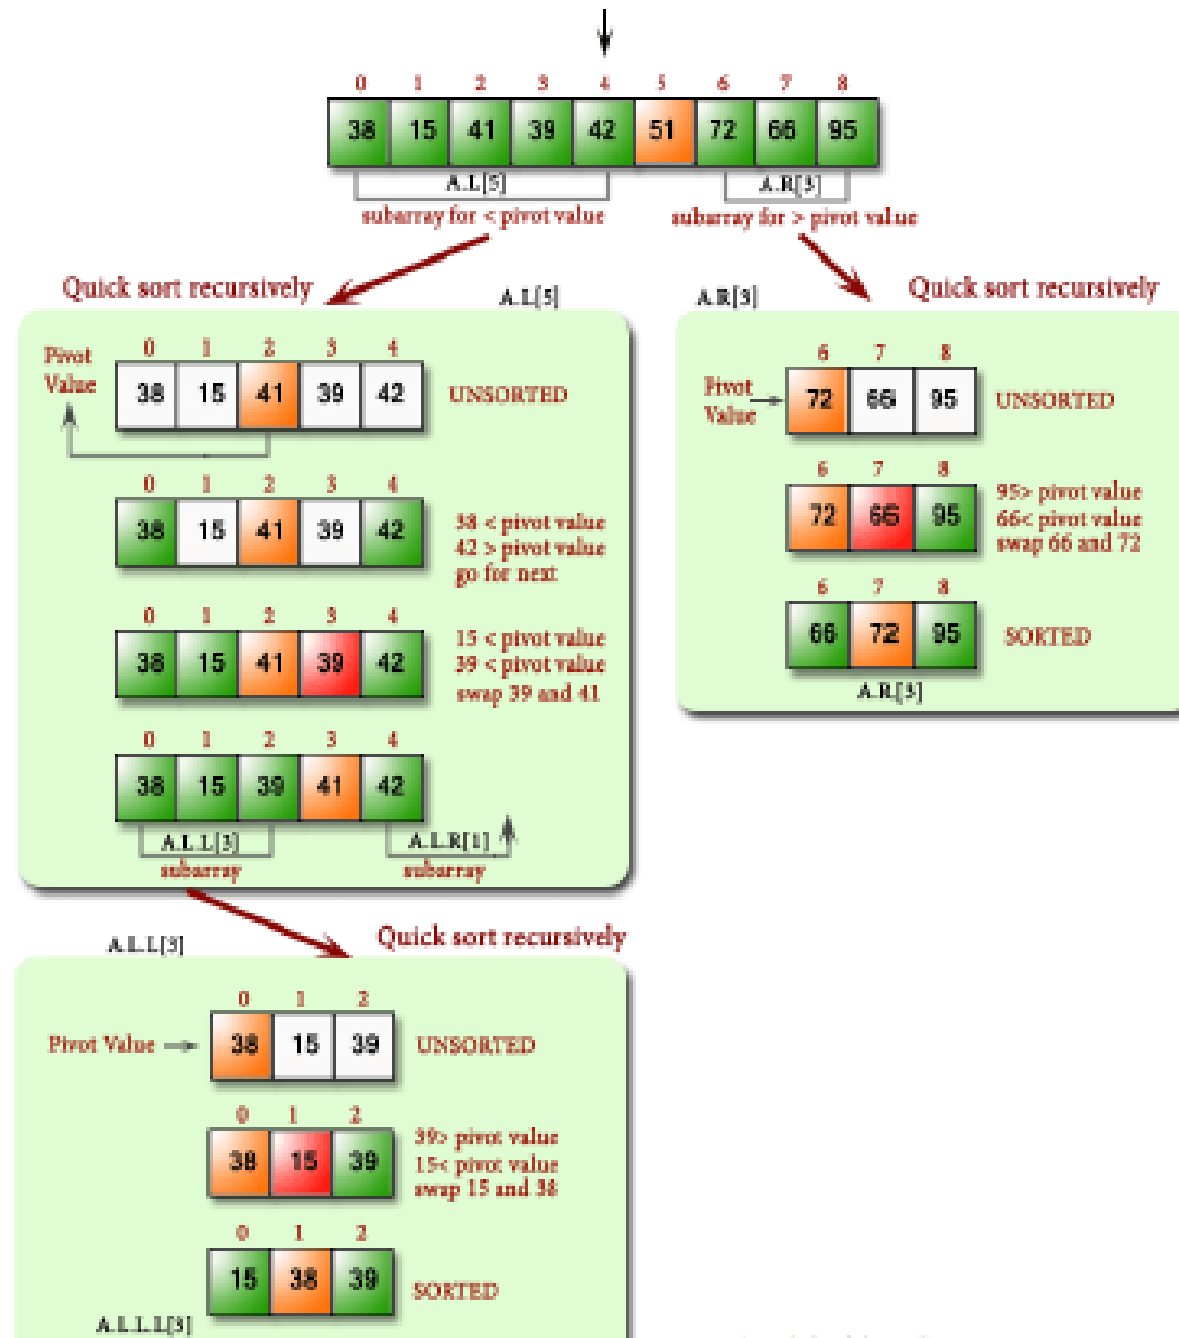 0 1 2 3 4 5 6 7 8
38 15 41 39 42 51 72 66 95
A.L[5] A.R[3]
subarray for < pivot value subarray for > pivot value
Quick sort recursively
A.L[5]
Pivot
Value
0 1 2 3 4
38 15 41 39 42
UNSORTED
0 1 2 3 4
38 15 41 39 42
38 < pivot value
42 > pivot value
go for next
0 1 2 3 4
38 15 41 39 42
15 < pivot value
39 < pivot value
swap 39 and 41
0 1 2 3 4
38 15 39 41 42
A.L.L[3] A.L.R[1]
subarray subarray
A.R[3]
Quick sort recursively
Pivot
Value
6 7 8
72 66 95
UNSORTED
6 7 8
72 66 95
95> pivot value
66< pivot value
swap 66 and 72
6 7 8
66 72 95
SORTED
A.R.[3]
A.L.L[3]
Quick sort recursively
0 1 2
Pivot Value
38 15 39
UNSORTED
0 1 2
38 15 39
39> pivot value
15< pivot value
swap 15 and 38
0 1 2
15 38 39
SORTED
A.L.L.L[3]